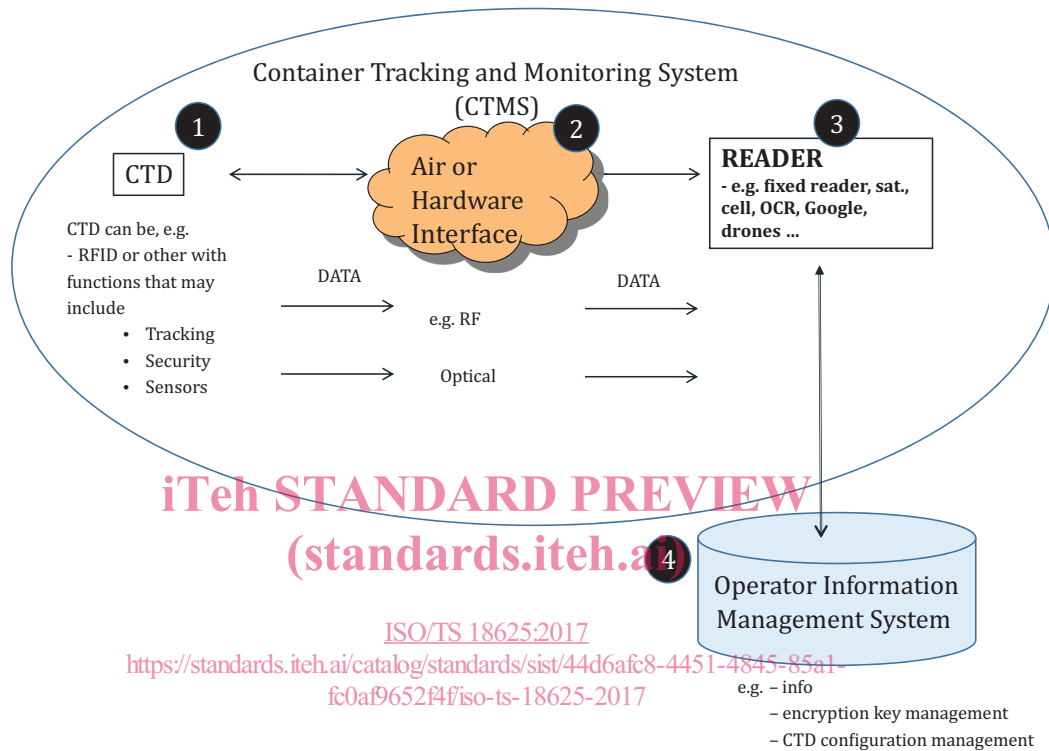 Container Tracking and Monitoring System
(CTMS)
1
2
3
CTD
Air or
Hardware
Interface
READER
- e.g. fixed reader, sat.,
cell, OCR, Google,
drones ...
CTD can be, e.g.
- RFID or other with
functions that may
include
• Tracking
• Security
• Sensors
DATA
DATA
e.g. RF
Optical
iTeh STANDARD PREVIEW
(standards.iteh.ai)
4
Operator Information
Management System
ISO/TS 18625:2017
https://standards.iteh.ai/catalog/standards/sist/44d6afc8-4451-4845-85a1-
fc0af9652f4f/iso-ts-18625-2017
e.g. – info
– encryption key management
– CTD configuration management